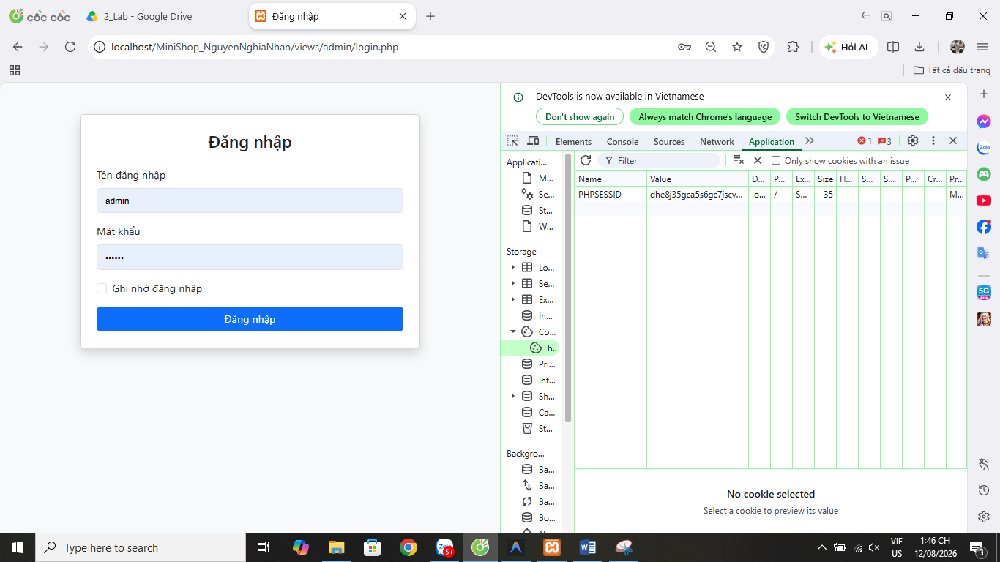 cốc cốc
2_Lab - Google Drive
Đăng nhập
localhost/MiniShop_NguyenNghiaNhan/views/admin/login.php
Hỏi AI
Tất cả dấu trang
Đăng nhập
Tên đăng nhập
admin
Mật khẩu
••••••
Ghi nhớ đăng nhập
Đăng nhập
DevTools is now available in Vietnamese
Don't show again
Always match Chrome's language
Switch DevTools to Vietnamese
Elements
Console
Sources
Network
Application
1
3
Applicati...
M...
Se...
St...
W...
Storage
Lo...
Se...
Ex...
In...
Co...
h..
Pri...
Int...
Sh...
Ca...
St...
Backgro...
Ba...
Ba...
Ba...
Bo...
Filter
Only show cookies with an issue
Name Value D... P... Ex... Size H... S... S... P... Cr... Pr...
PHPSESSID dhe8j35gca5s6gc7jscv... lo... / S... 35 M...
No cookie selected
Select a cookie to preview its value
Zalo
5G
Type here to search
Zalo
5+
VIE
US
1:46 CH
12/08/2026
3